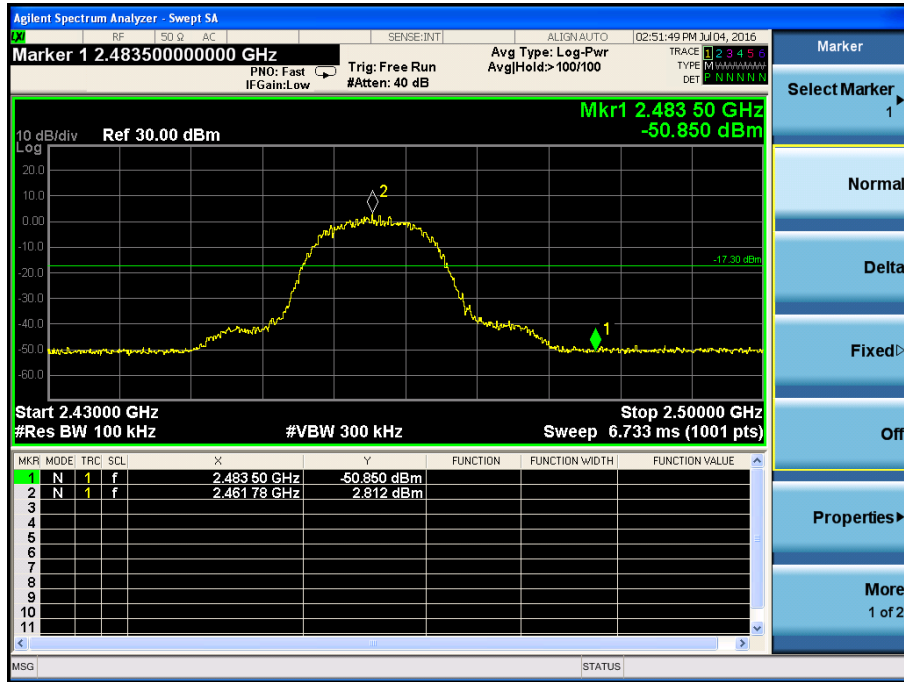 Agilent Spectrum Analyzer - Swept SA
LXI RF 50 Ω AC SENSE:INT ALIGN AUTO 02:51:49 PM Jul 04, 2016
Marker 1 2.483500000000 GHz
PNO: Fast
IFGain:Low
Trig: Free Run
#Atten: 40 dB
Avg Type: Log-Pwr
Avg|Hold:>100/100
TRACE 1 2 3 4 5 6
TYPE M WWWWW
DET P N N N N N
Mkr1 2.483 50 GHz
-50.850 dBm
10 dB/div Ref 30.00 dBm
Log
20.0
10.0
0.00
-10.0
-20.0
-30.0
-40.0
-50.0
-60.0
2
-17.30 dBm
1
Start 2.43000 GHz Stop 2.50000 GHz
#Res BW 100 kHz #VBW 300 kHz Sweep 6.733 ms (1001 pts)
MKR MODE TRC SCL X Y FUNCTION FUNCTION WIDTH FUNCTION VALUE
1 N 1 f 2.483 50 GHz -50.850 dBm
2 N 1 f 2.461 78 GHz 2.812 dBm
3
4
5
6
7
8
9
10
11
MSG STATUS
Marker
Select Marker
1
Normal
Delta
Fixed
Off
Properties
More
1 of 2